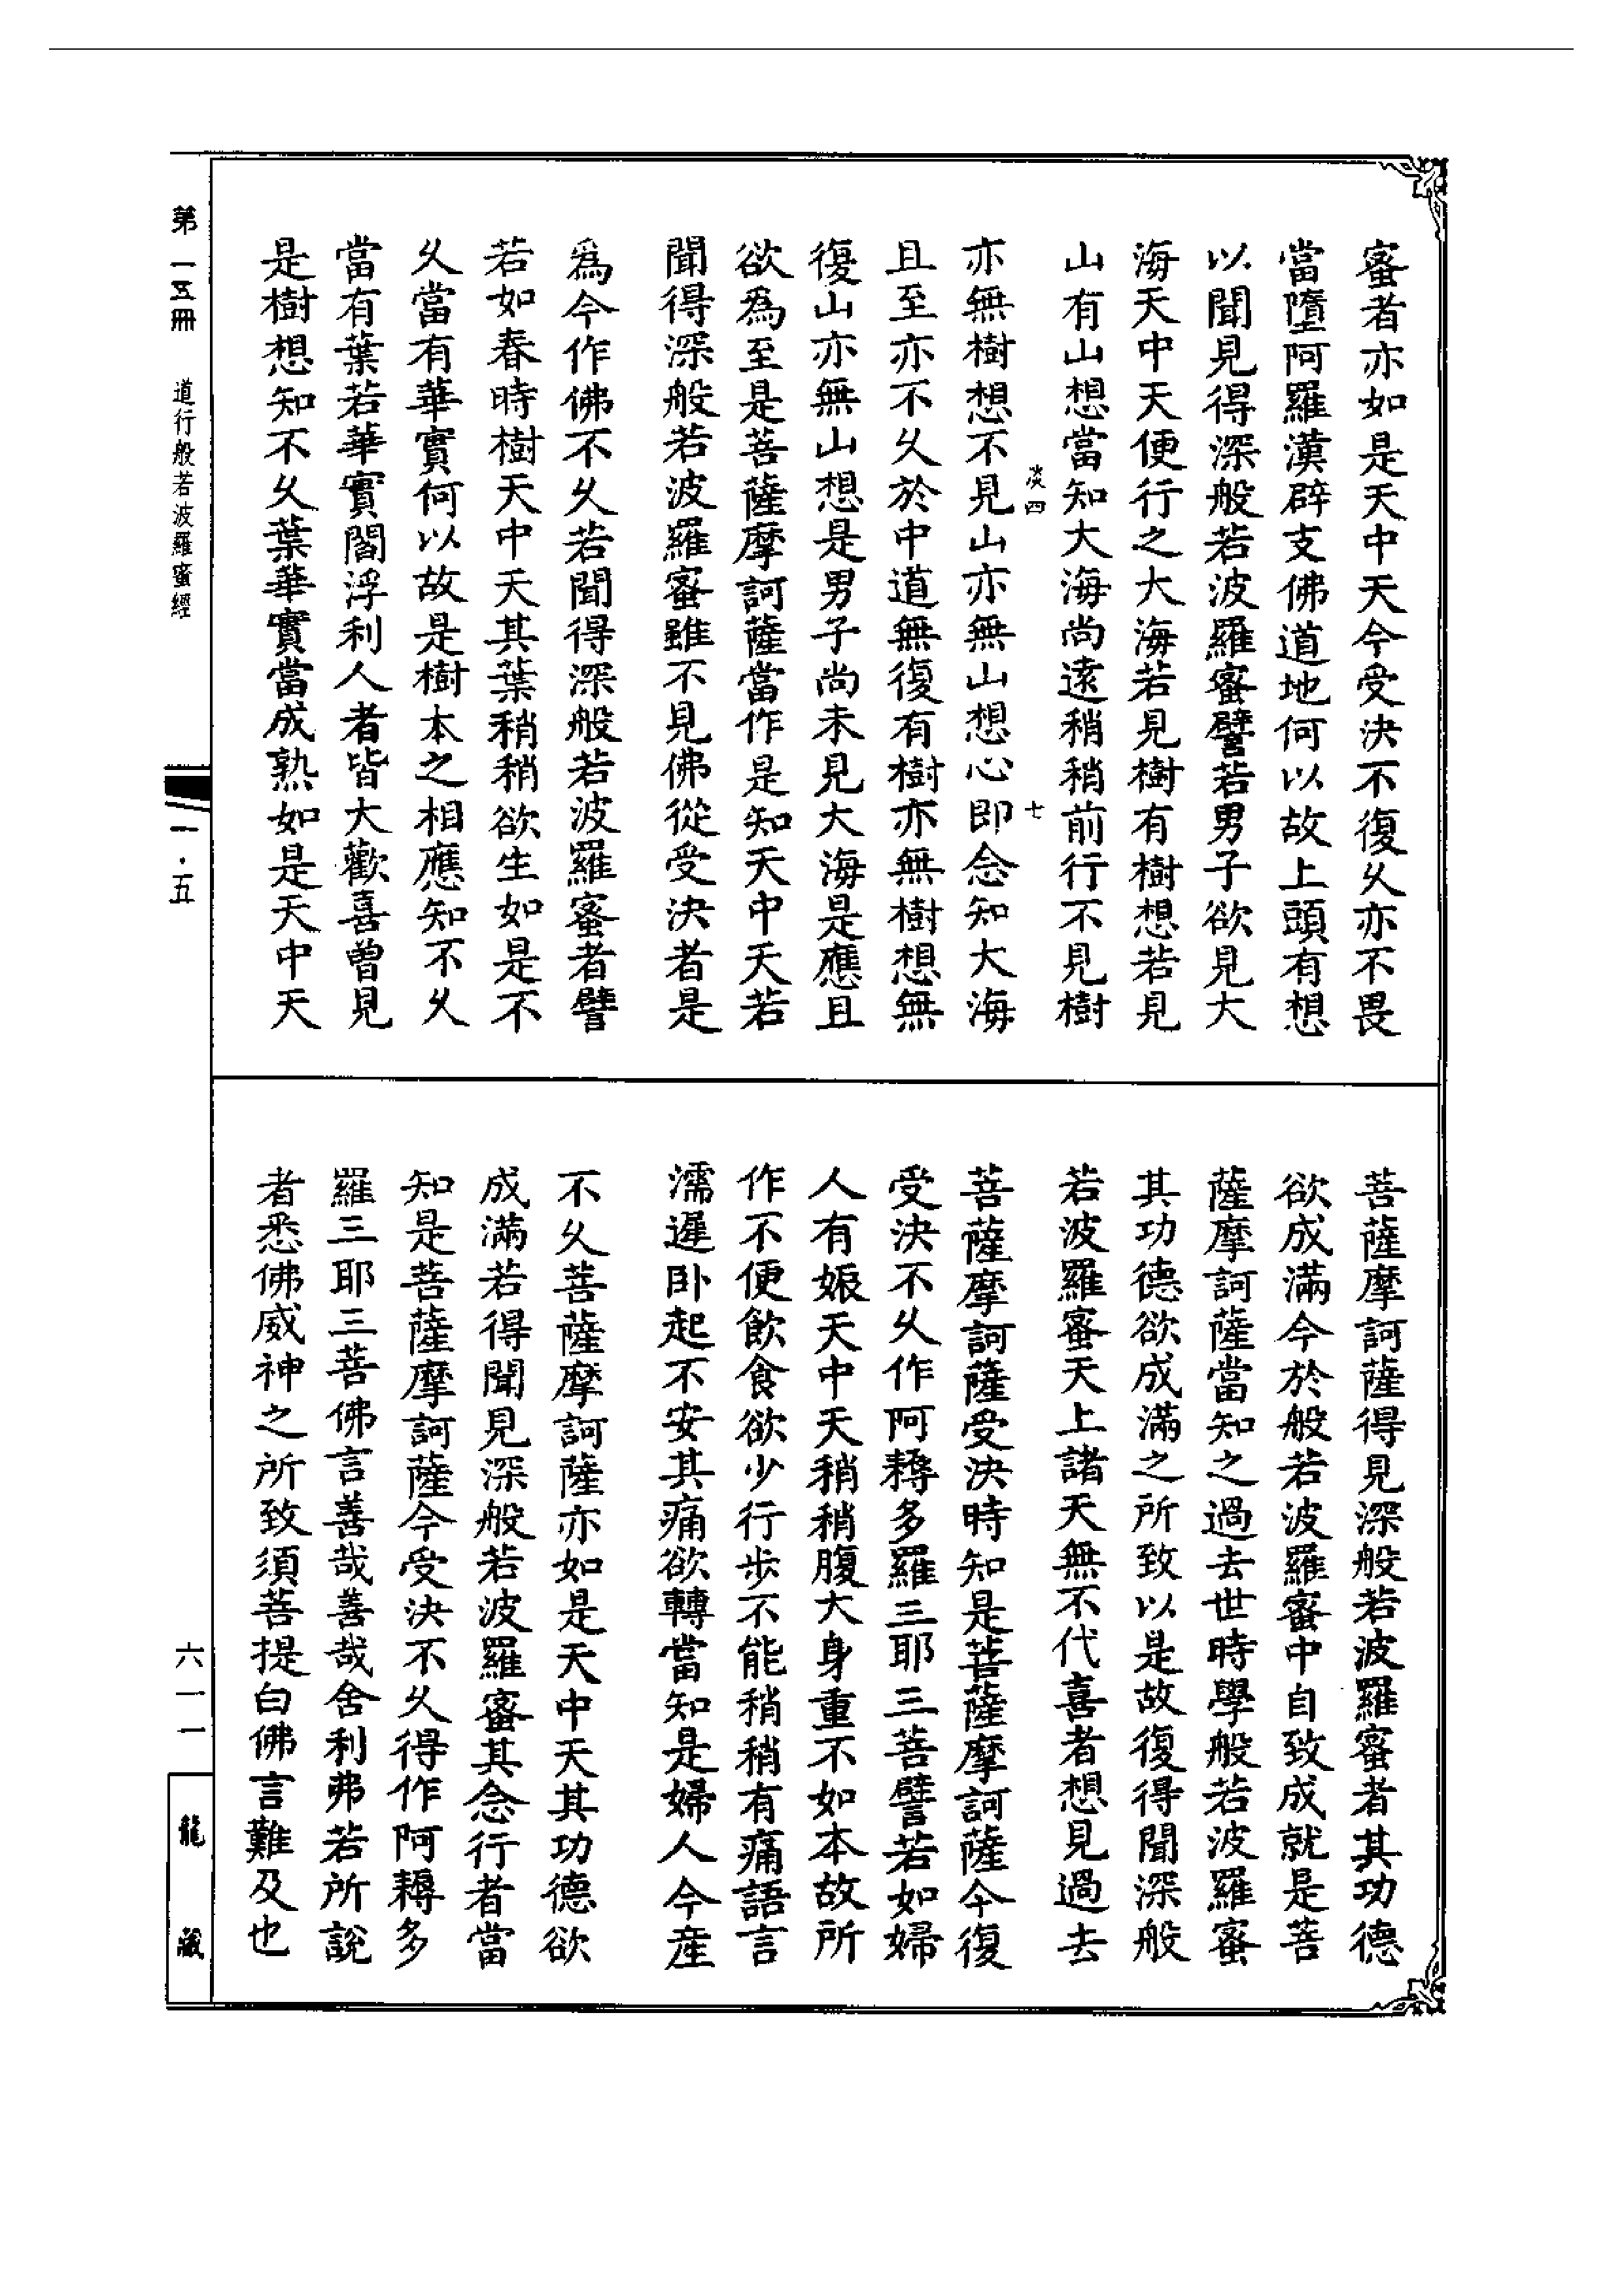 蜜者亦如是天中天今受決不復久亦不畏
當墮阿羅漢辟支佛道地何以故上頭有想
以聞見得深般若波羅蜜譬若男子欲見大
海天中天便行之大海若見樹有樹想若見
山有山想當知大海尚遠稍稍前行不見樹
淡四
七
亦無樹想不見山亦無山想心即念知大海
且至亦不久於中道無復有樹亦無樹想無
復山亦無山想是男子尚未見大海是應且
欲為至是菩薩摩訶薩當作是知天中天若
聞得深般若波羅蜜雖不見佛從受決者是
為今作佛不久若聞得深般若波羅蜜者譬
若如春時樹天中天其葉稍稍欲生如是不
久當有華實何以故是樹本之相應知不久
當有葉若華實閻浮利人者皆大歡喜曾見
是樹想知不久葉華實當成熟如是天中天
菩薩摩訶薩得見深般若波羅蜜者其功德
欲成滿今於般若波羅蜜中自致成就是菩
薩摩訶薩當知之過去世時學般若波羅蜜
其功德欲成滿之所致以是故復得聞深般
若波羅蜜天上諸天無不代喜者想見過去
菩薩摩訶薩受決時知是菩薩摩訶薩今復
受決不久作阿耨多羅三耶三菩譬若如婦
人有娠天中天稍稍腹大身重不如本故所
作不便飲食欲少行步不能稍稍有痛語言
濡遲臥起不安其痛欲轉當知是婦人今產
不久菩薩摩訶薩亦如是天中天其功德欲
成滿若得聞見深般若波羅蜜其念行者當
知是菩薩摩訶薩今受決不久得作阿耨多
羅三耶三菩佛言善哉善哉舍利弗若所說
者悉佛威神之所致須菩提白佛言難及也
第一五冊 道行般若波羅蜜經
一·五
六一一
龍藏